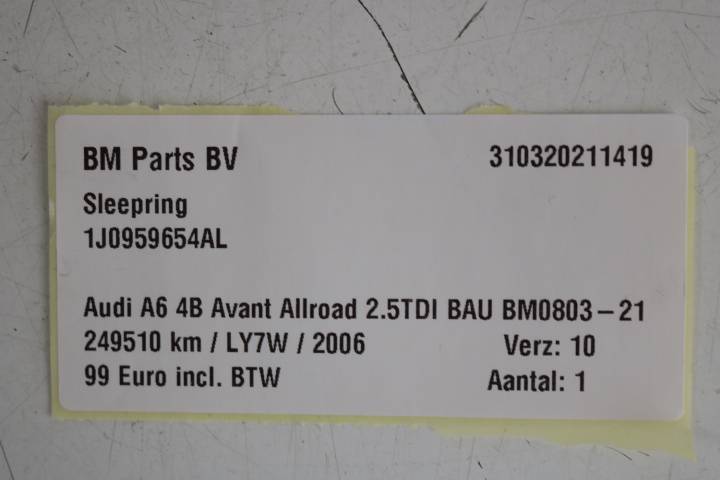 BM Parts BV 310320211419
Sleepring
1J0959654AL
Audi A6 4B Avant Allroad 2.5TDI BAU BM0803-21
249510 km / LY7W / 2006 Verz: 10
99 Euro incl. BTW Aantal: 1